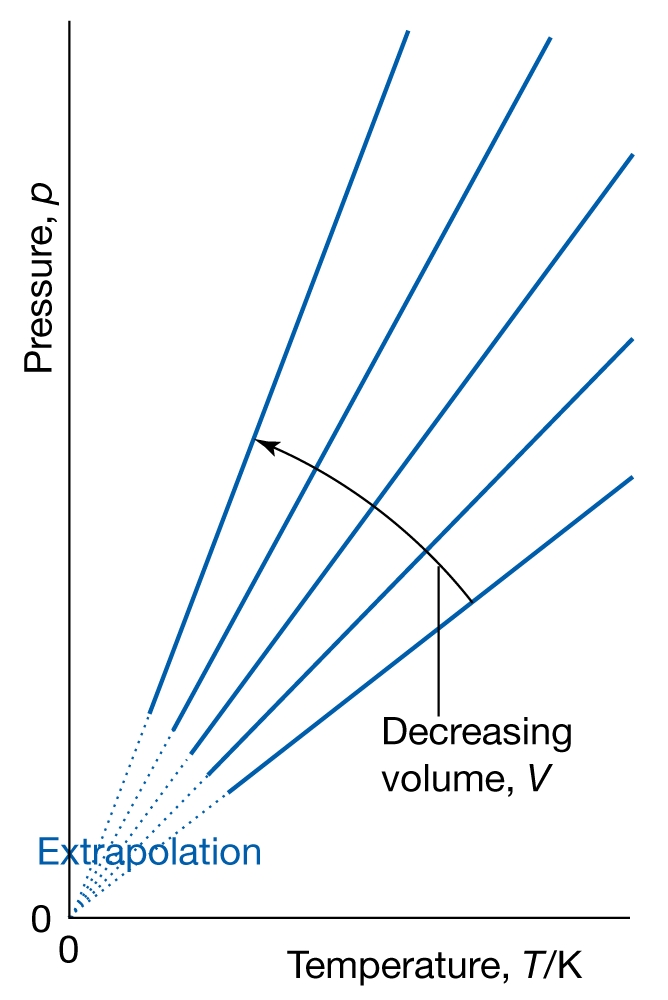 Pressure, p
Decreasing
volume, V
Extrapolation
0
0
Temperature, T/K